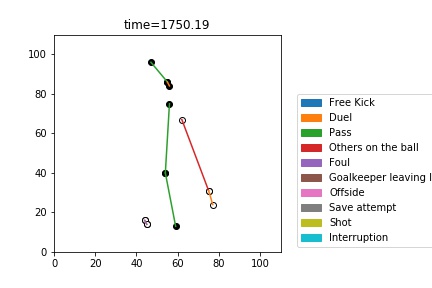 time=1750.19
100
80
60
40
20
0
0 20 40 60 80 100
Free Kick
Duel
Pass
Others on the ball
Foul
Goalkeeper leaving l
Offside
Save attempt
Shot
Interruption